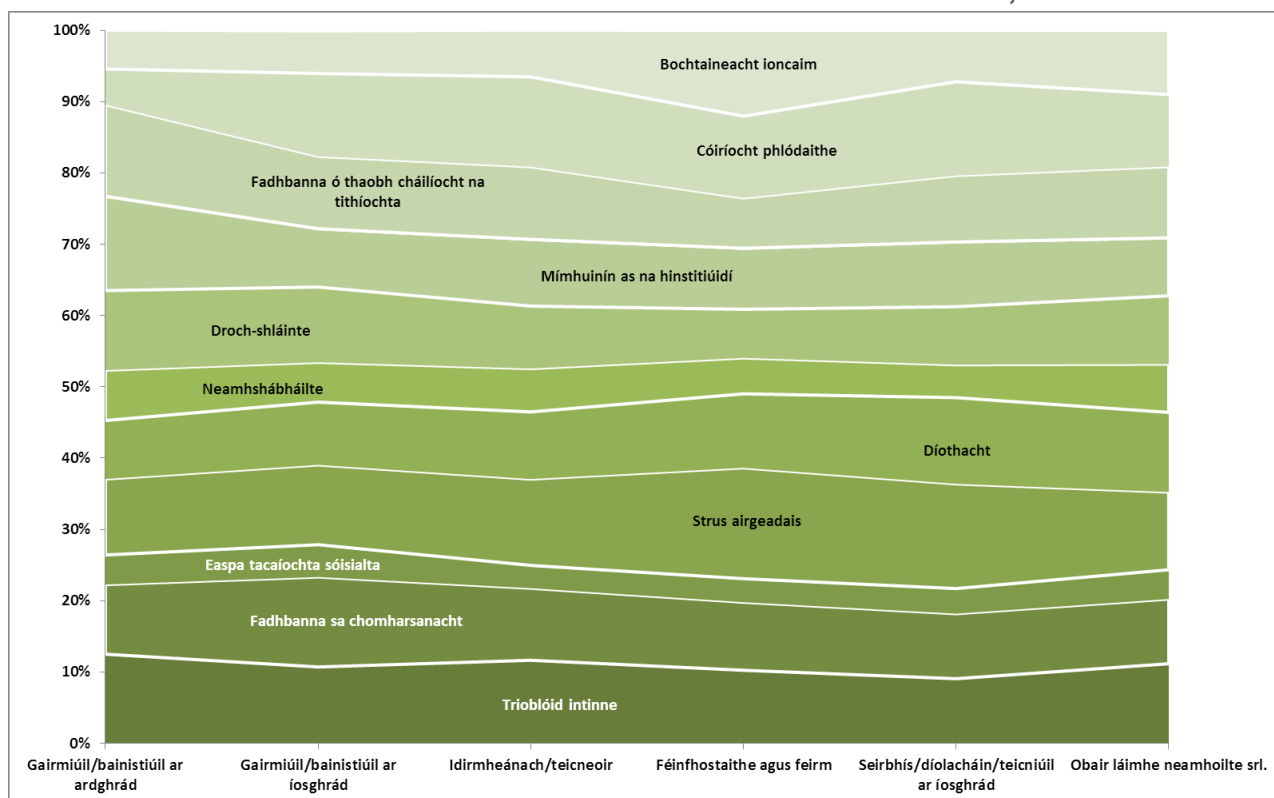 100%
90%
80%
70%
60%
50%
40%
30%
20%
10%
0%
Bochtaineacht ioncaim
Cóiríocht phlódaithe
Fadhbanna ó thaobh cháilíocht na
tithíochta
Mímhuinín as na hinstitiúidí
Droch-shláinte
Neamhshábháilte
Díothacht
Strus airgeadais
Easpa tacaíochta sóisialta
Fadhbanna sa chomharsanacht
Trioblóid intinne
Gairmiúil/bainistiúil ar
ardghrád
Gairmiúil/bainistiúil ar
íosghrád
Idirmheánach/teicneoir
Féinfhostaithe agus feirm
Seirbhís/díolacháin/teicniúil
ar íosghrád
Obair láimhe neamhoilte srl.